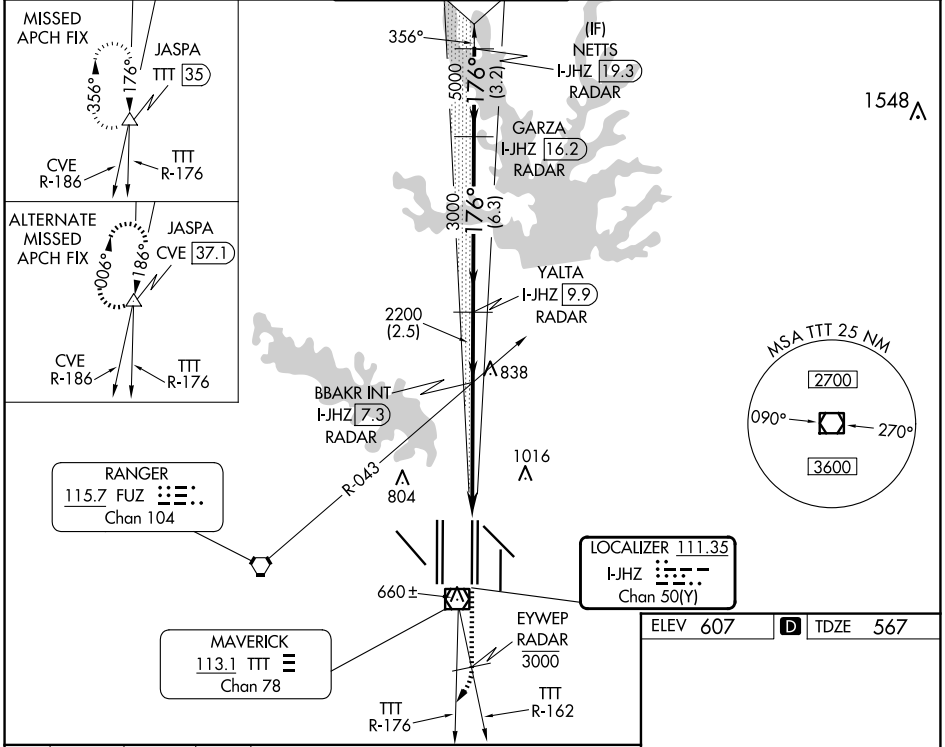 MISSED
APCH FIX
JASPA
TTT 35
356°
176°
CVE
R-186
TTT
R-176
ALTERNATE
MISSED
APCH FIX
JASPA
CVE 37.1
006°
186°
CVE
R-186
TTT
R-176
356°
5000
176°
(3.2)
(IF)
NETTS
I-JHZ 19.3
RADAR
1548
GARZA
I-JHZ 16.2
RADAR
3000
176°
(6.3)
YALTA
I-JHZ 9.9
RADAR
2200
(2.5)
838
BBAKR INT
I-JHZ 7.3
RADAR
R-043
804
1016
MSA TTT 25 NM
2700
090°
270°
3600
RANGER
115.7 FUZ
Chan 104
LOCALIZER 111.35
I-JHZ
Chan 50(Y)
660 ±
MAVERICK
113.1 TTT
Chan 78
EYWEP
RADAR
3000
TTT
R-176
TTT
R-162
ELEV 607 D TDZE 567